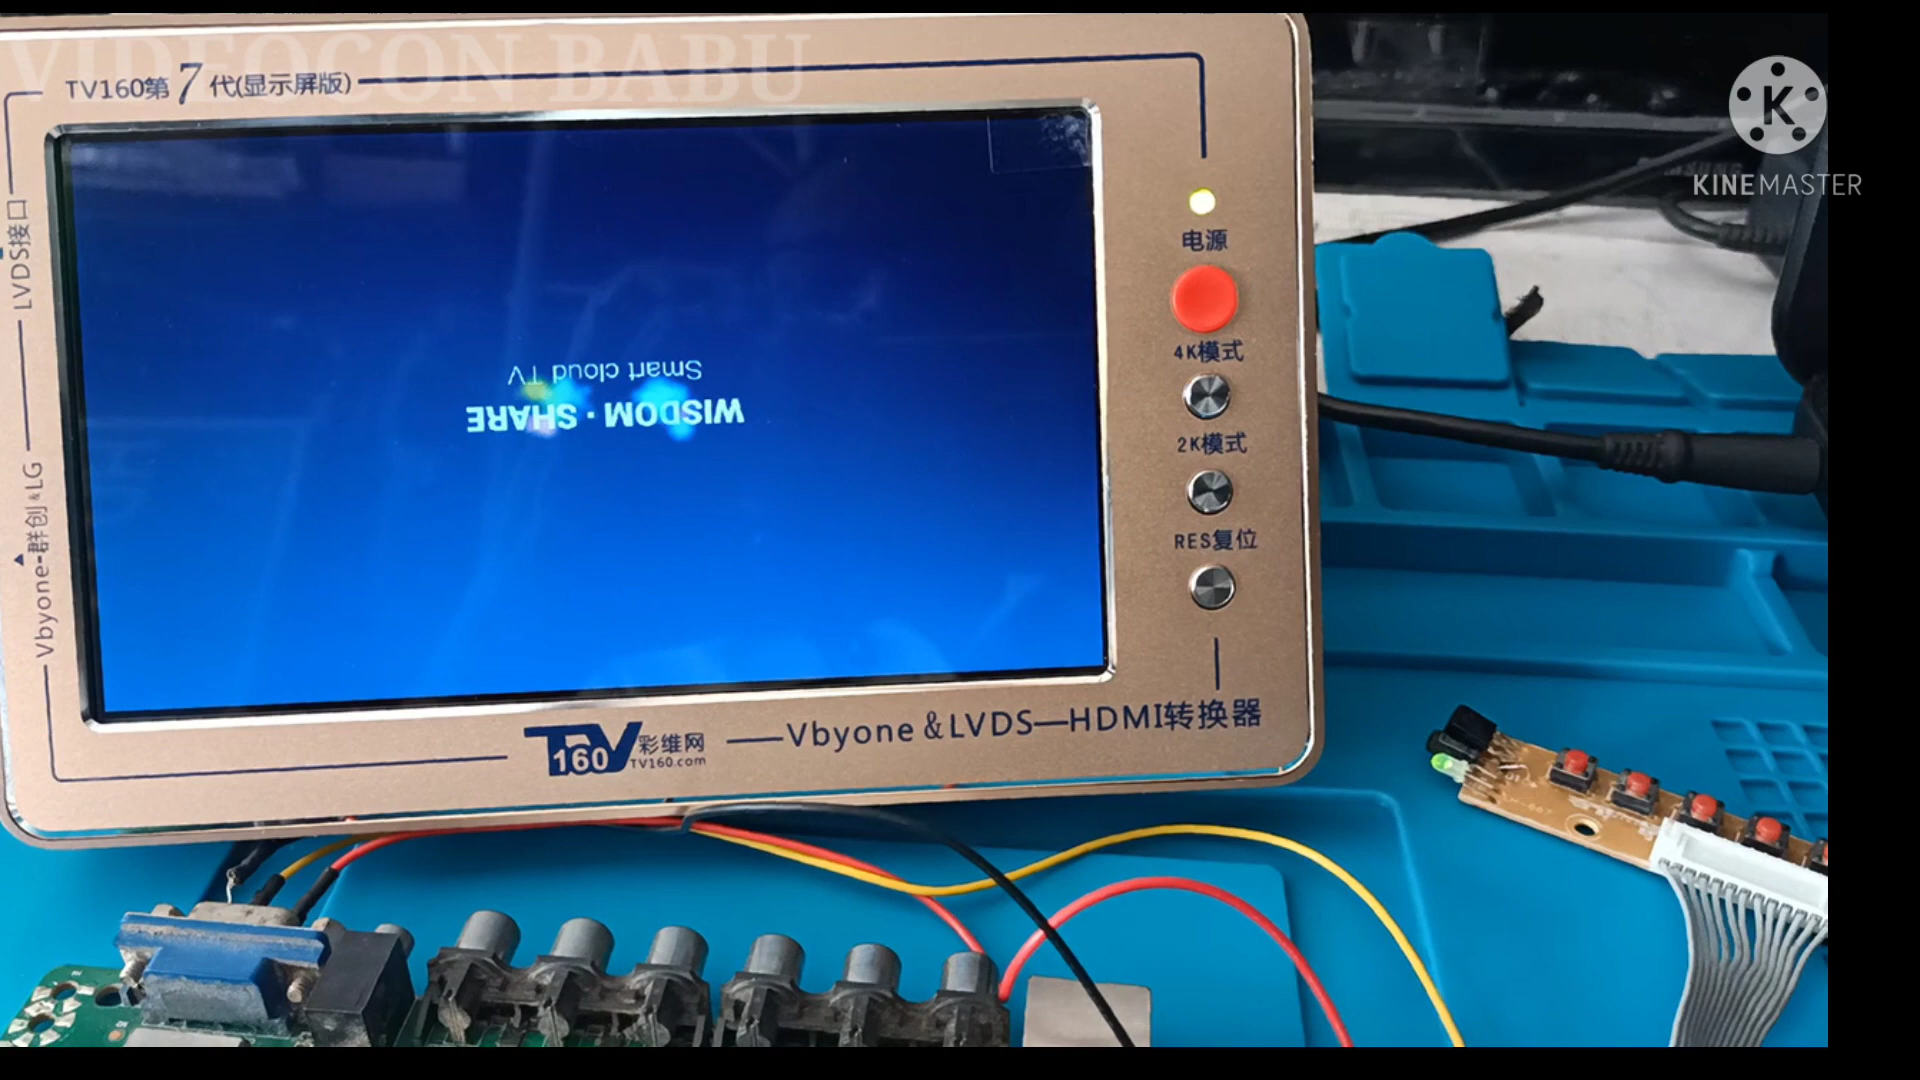 VIDEOCON BABU
TV160第7代(显示屏版)
KINEMASTER
LVDS接口
Vbyone-群创&LG
电源
4K模式
2K模式
RES复位
Smart cloud TV
WISDOM·SHARE
TV160 彩维网
TV160.com
Vbyone&LVDS—HDMI转换器